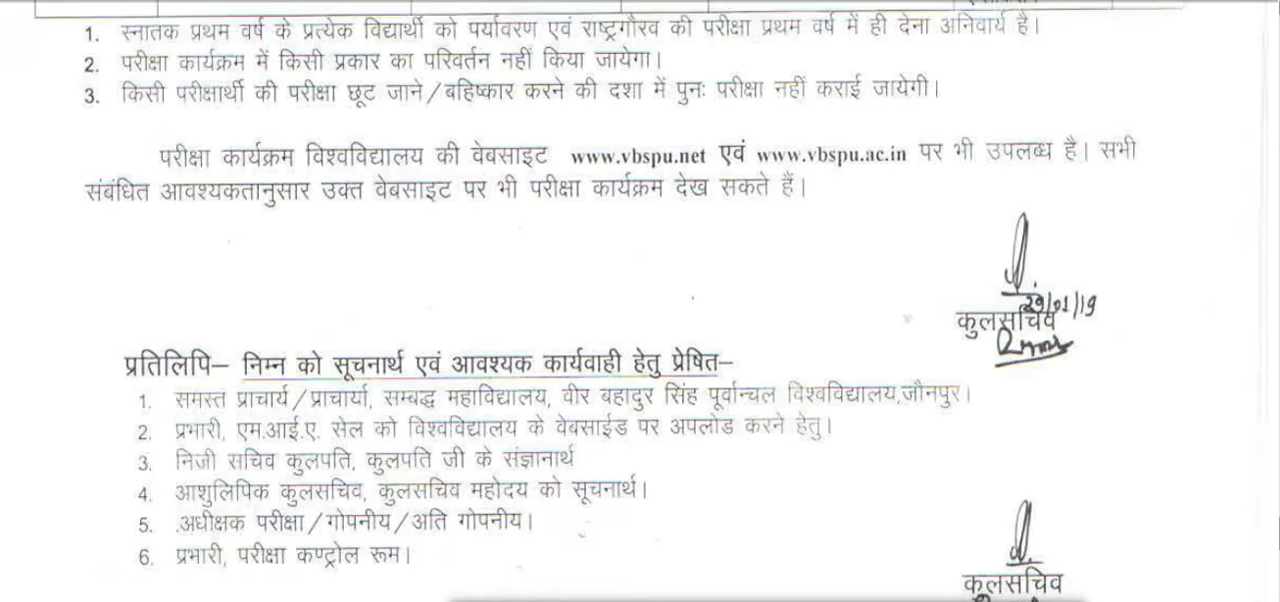 1. स्नातक प्रथम वर्ष के प्रत्येक विद्यार्थी को पर्यावरण एवं राष्ट्रगौरव की परीक्षा प्रथम वर्ष में ही देना अनिवार्य है।
2. परीक्षा कार्यक्रम में किसी प्रकार का परिवर्तन नहीं किया जायेगा।
3. किसी परीक्षार्थी की परीक्षा छूट जाने/बहिष्कार करने की दशा में पुनः परीक्षा नहीं कराई जायेगी।
परीक्षा कार्यक्रम विश्वविद्यालय की वेबसाइट www.vbspu.net एवं www.vbspu.ac.in पर भी उपलब्ध है। सभी
संबंधित आवश्यकतानुसार उक्त वेबसाइट पर भी परीक्षा कार्यक्रम देख सकते हैं।
29/01/19
कुलसचिव
प्रतिलिपि– निम्न को सूचनार्थ एवं आवश्यक कार्यवाही हेतु प्रेषित–
1. समस्त प्राचार्य/प्राचार्या, सम्बद्ध महाविद्यालय, वीर बहादुर सिंह पूर्वान्चल विश्वविद्यालय,जौनपुर।
2. प्रभारी, एम.आई.ए. सेल को विश्वविद्यालय के वेबसाईड पर अपलोड करने हेतु।
3. निजी सचिव कुलपति, कुलपति जी के संज्ञानार्थ
4. आशुलिपिक कुलसचिव, कुलसचिव महोदय को सूचनार्थ।
5. अधीक्षक परीक्षा/गोपनीय/अति गोपनीय।
6. प्रभारी, परीक्षा कण्ट्रोल रूम।
कुलसचिव